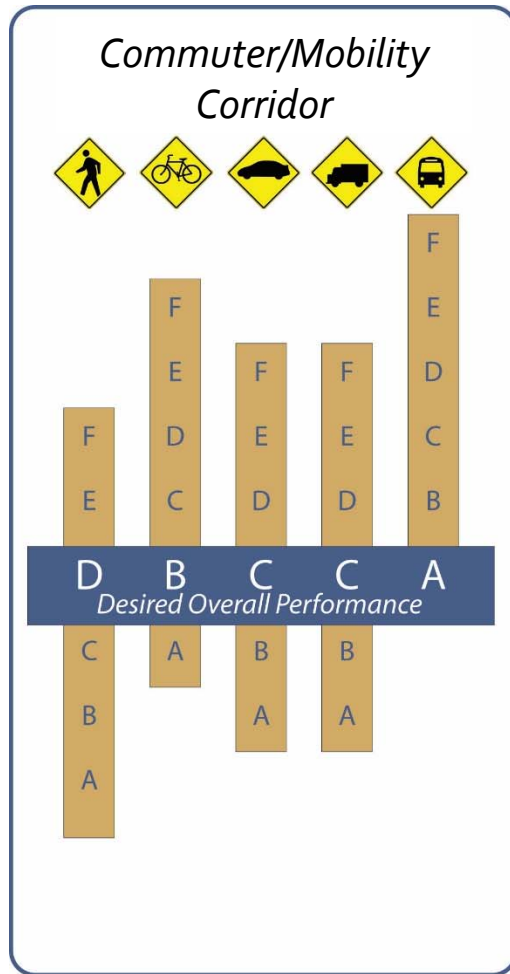 Commuter/Mobility
Corridor
F
F E
F F E D
F E E D C
E C D D B
D B C C A
Desired Overall Performance
C A B B
B A A
A